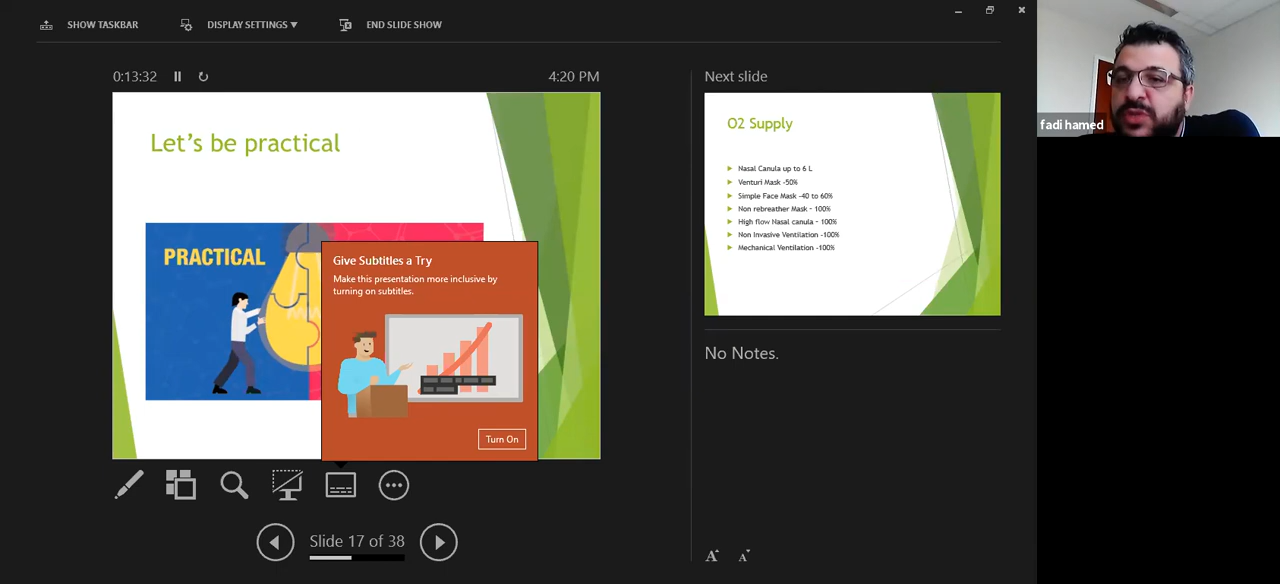 SHOW TASKBAR
DISPLAY SETTINGS ▼
END SLIDE SHOW
0:13:32
4:20 PM
Let's be practical
PRACTICAL
Give Subtitles a Try
Make this presentation more inclusive by
turning on subtitles.
Turn On
Slide 17 of 38
Next slide
O2 Supply
Nasal Canula up to 6 L
Venturi Mask -50%
Simple Face Mask -40 to 60%
Non rebreather Mask – 100%
High flow Nasal canula – 100%
Non Invasive Ventilation -100%
Mechanical Ventilation -100%
No Notes.
A A
fadi hamed